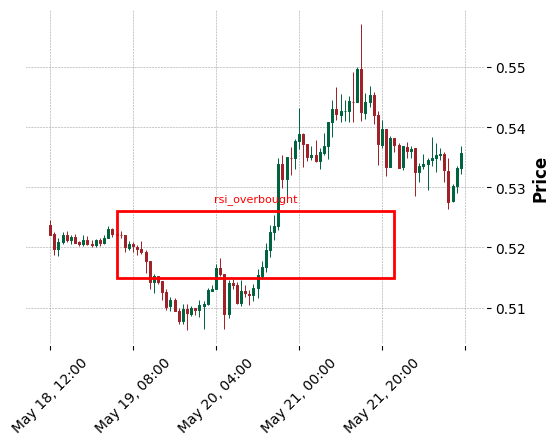 0.55
0.54
rsi_overbought
0.53
0.52
0.51
Price
May 18, 12:00
May 19, 08:00
May 20, 04:00
May 21, 00:00
May 21, 20:00